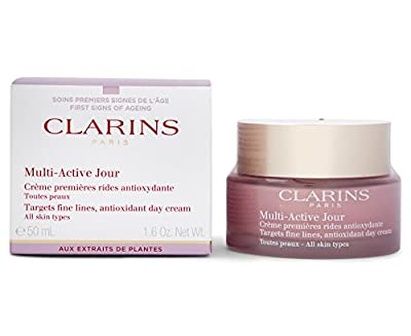 SOINS PREMIERS SIGNES DE L'ÂGE
FIRST SIGNS OF AGEING
CLARINS
PARIS
Multi-Active Jour
Crème premières rides antioxydante
Toutes peaux
Targets fine lines, antioxidant day cream
All skin types
℮ 50 mL 1.6 Oz. Net Wt.
AUX EXTRAITS DE PLANTES
CLARINS
PARIS
Multi-Active Jour
Crème premières rides antioxydante
Targets fine lines, antioxidant day cream
Toutes peaux - All skin types